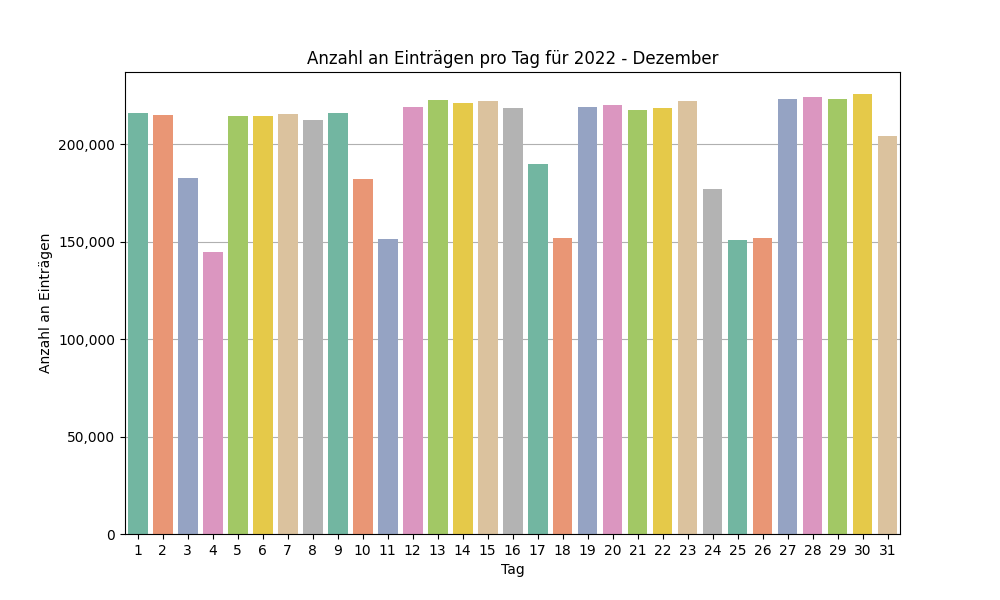 Anzahl an Einträgen pro Tag für 2022 - Dezember
Anzahl an Einträgen
200,000
150,000
100,000
50,000
0
1 2 3 4 5 6 7 8 9 10 11 12 13 14 15 16 17 18 19 20 21 22 23 24 25 26 27 28 29 30 31
Tag